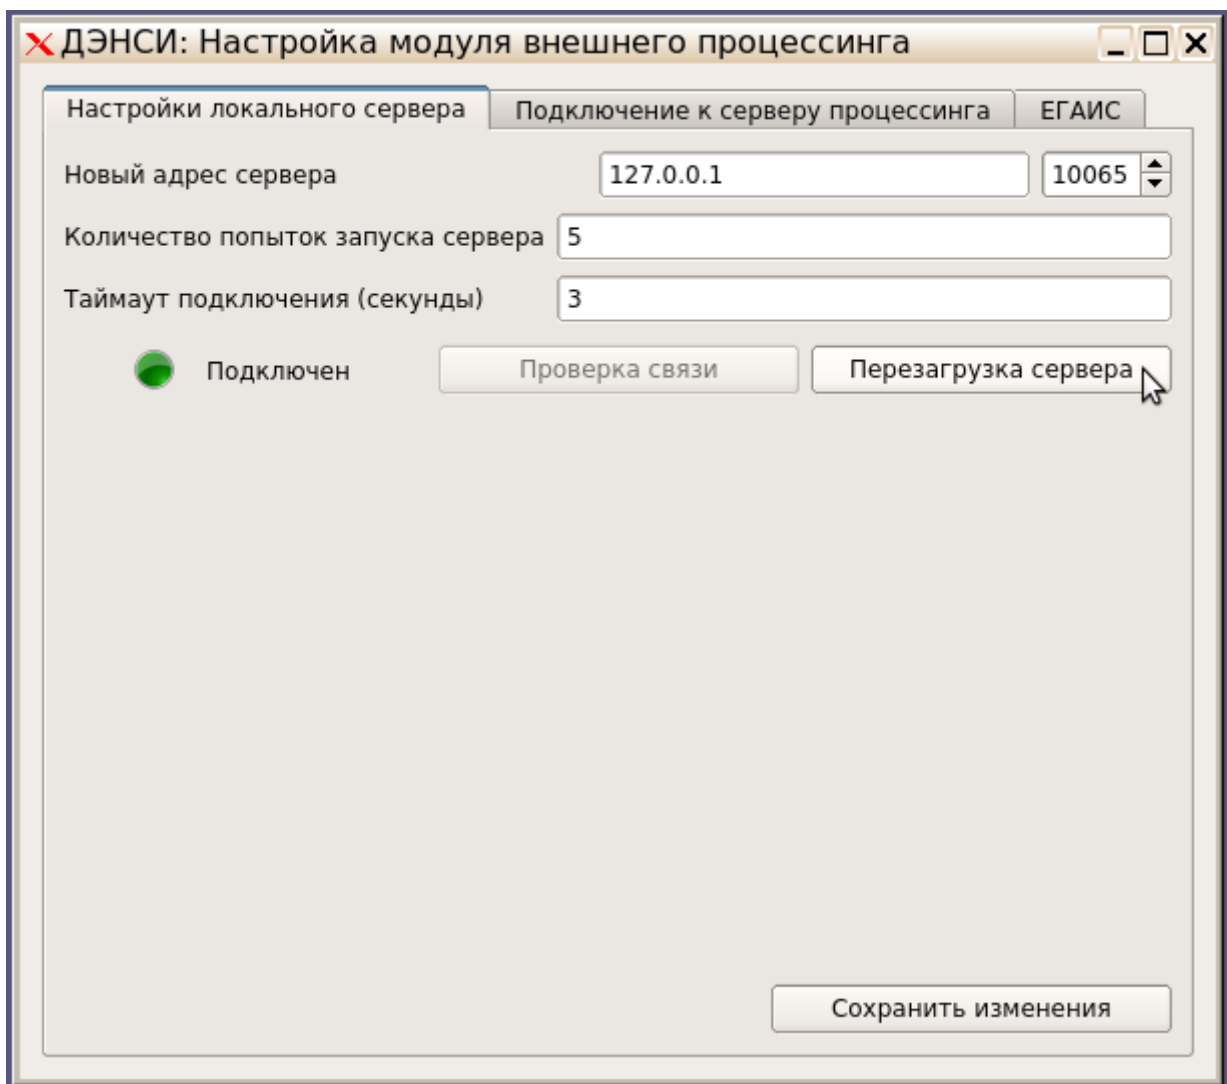 ДЭНСИ: Настройка модуля внешнего процессинга
Настройки локального сервера Подключение к серверу процессинга ЕГАИС
Новый адрес сервера 127.0.0.1 10065
Количество попыток запуска сервера 5
Таймаут подключения (секунды) 3
Подключен Проверка связи Перезагрузка сервера
Сохранить изменения